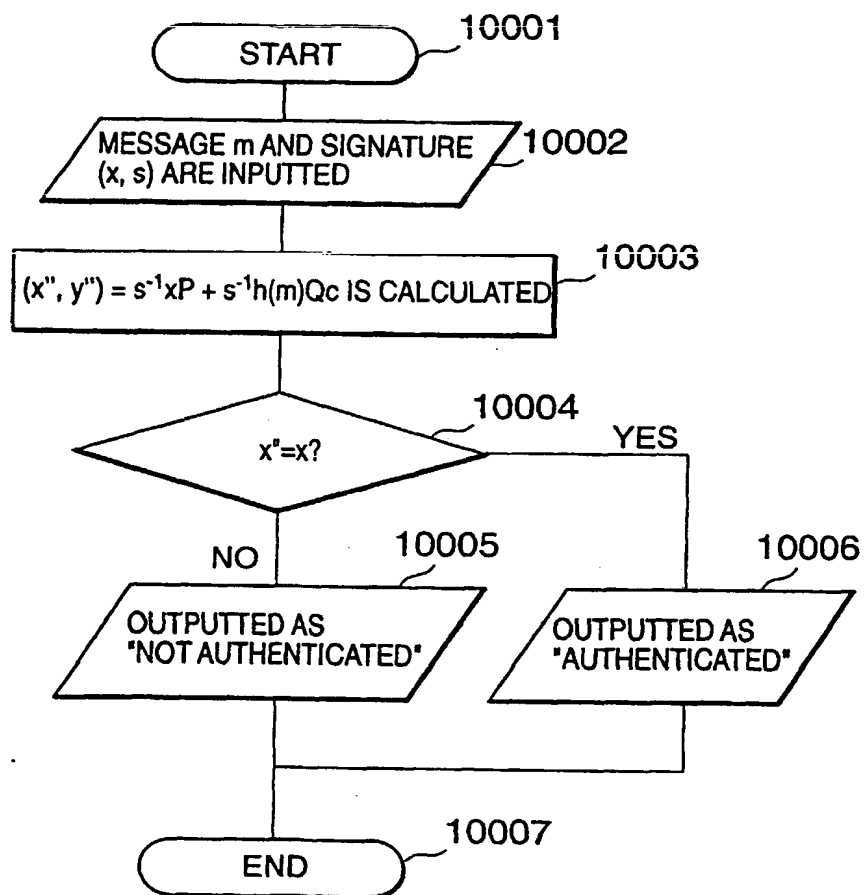 START
10001
MESSAGE m AND SIGNATURE
(x, s) ARE INPUTTED
10002
(x", y") = s⁻¹xP + s⁻¹h(m)Qc IS CALCULATED
10003
x"=x?
10004
YES
NO
10005
OUTPUTTED AS
"NOT AUTHENTICATED"
10006
OUTPUTTED AS
"AUTHENTICATED"
END
10007